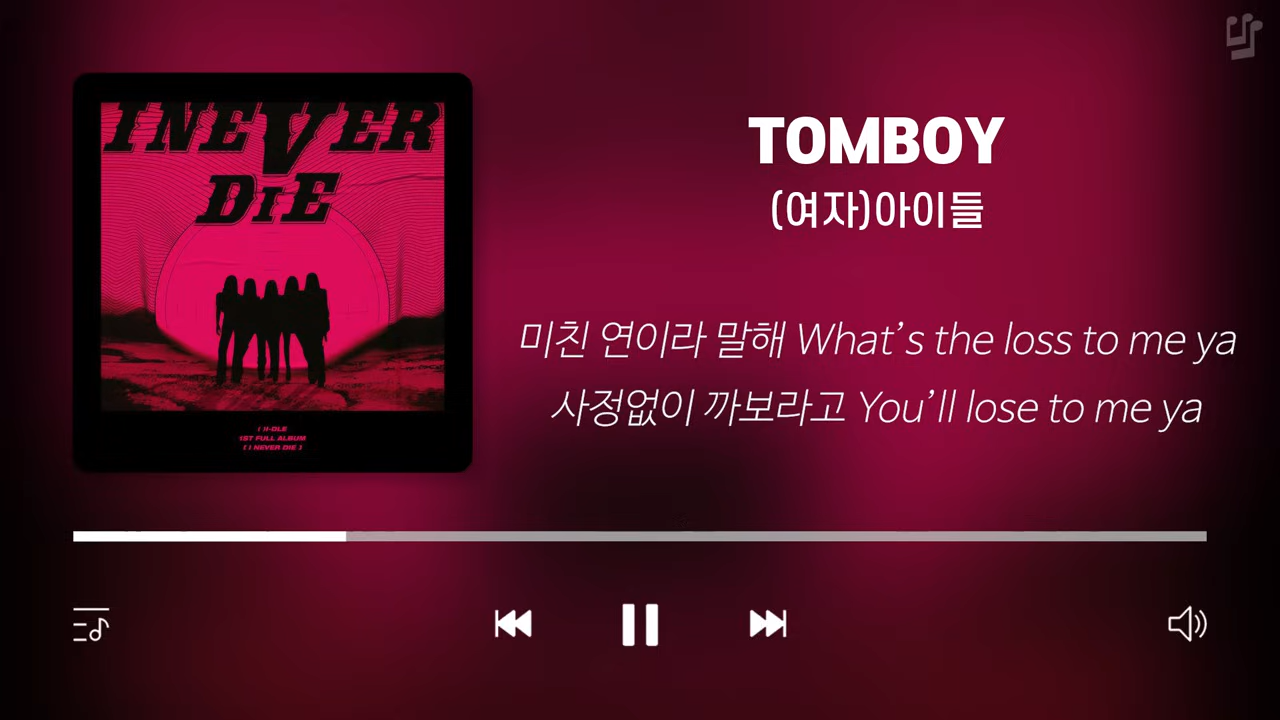 I NEVER
DIE
( I)-DLE
1ST FULL ALBUM
[ I NEVER DIE ]
TOMBOY
(여자)아이들
미친 연이라 말해 What’s the loss to me ya
사정없이 까보라고 You’ll lose to me ya